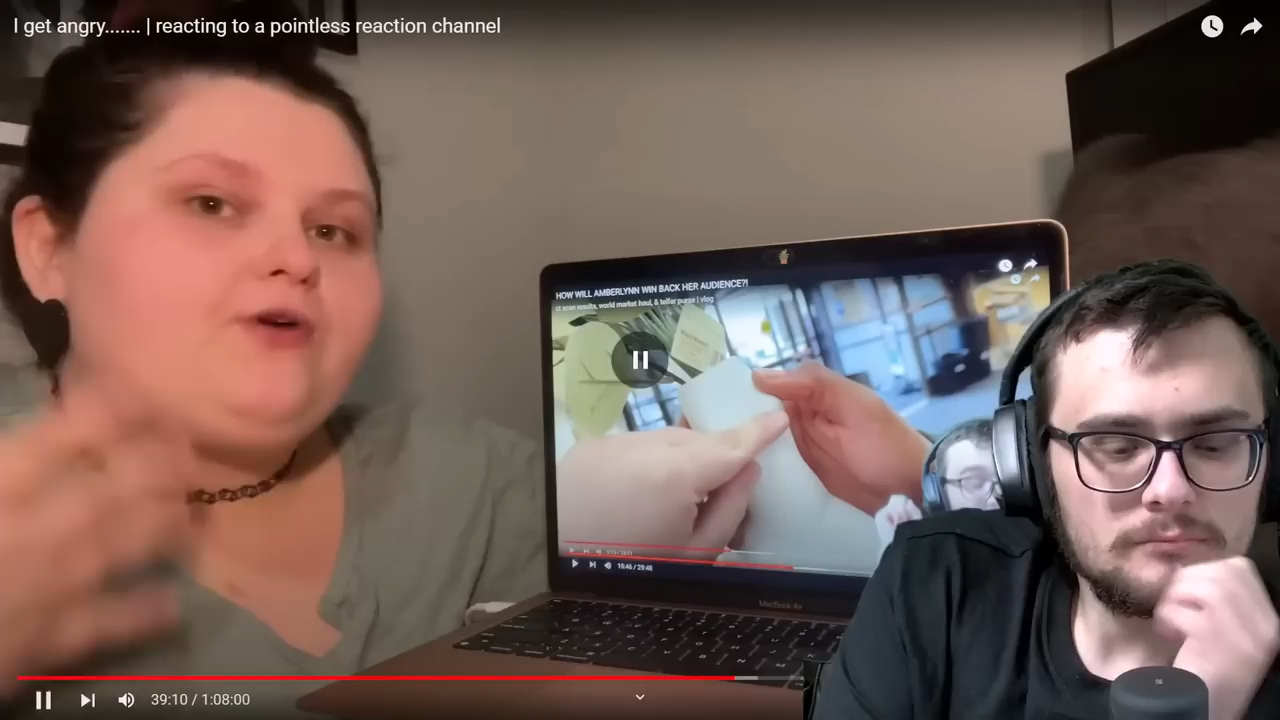 I get angry....... | reacting to a pointless reaction channel
HOW WILL AMBERLYNN WIN BACK HER AUDIENCE?!
ct scan results, world market haul, & telfar purse | vlog
15:46 / 29:48
MacBook Air
39:10 / 1:08:00